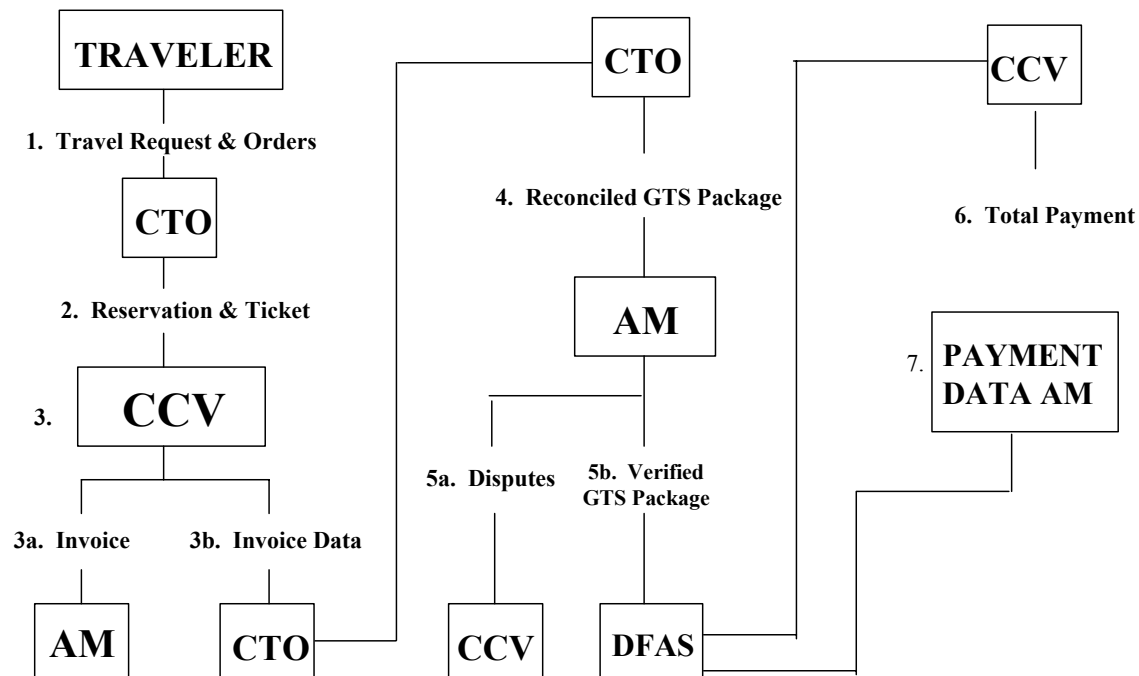 TRAVELER
1. Travel Request & Orders
CTO
2. Reservation & Ticket
3.
CCV
3a. Invoice
3b. Invoice Data
AM
CTO
CTO
4. Reconciled GTS Package
AM
5a. Disputes
5b. Verified
GTS Package
CCV
DFAS
CCV
6. Total Payment
7.
PAYMENT
DATA AM